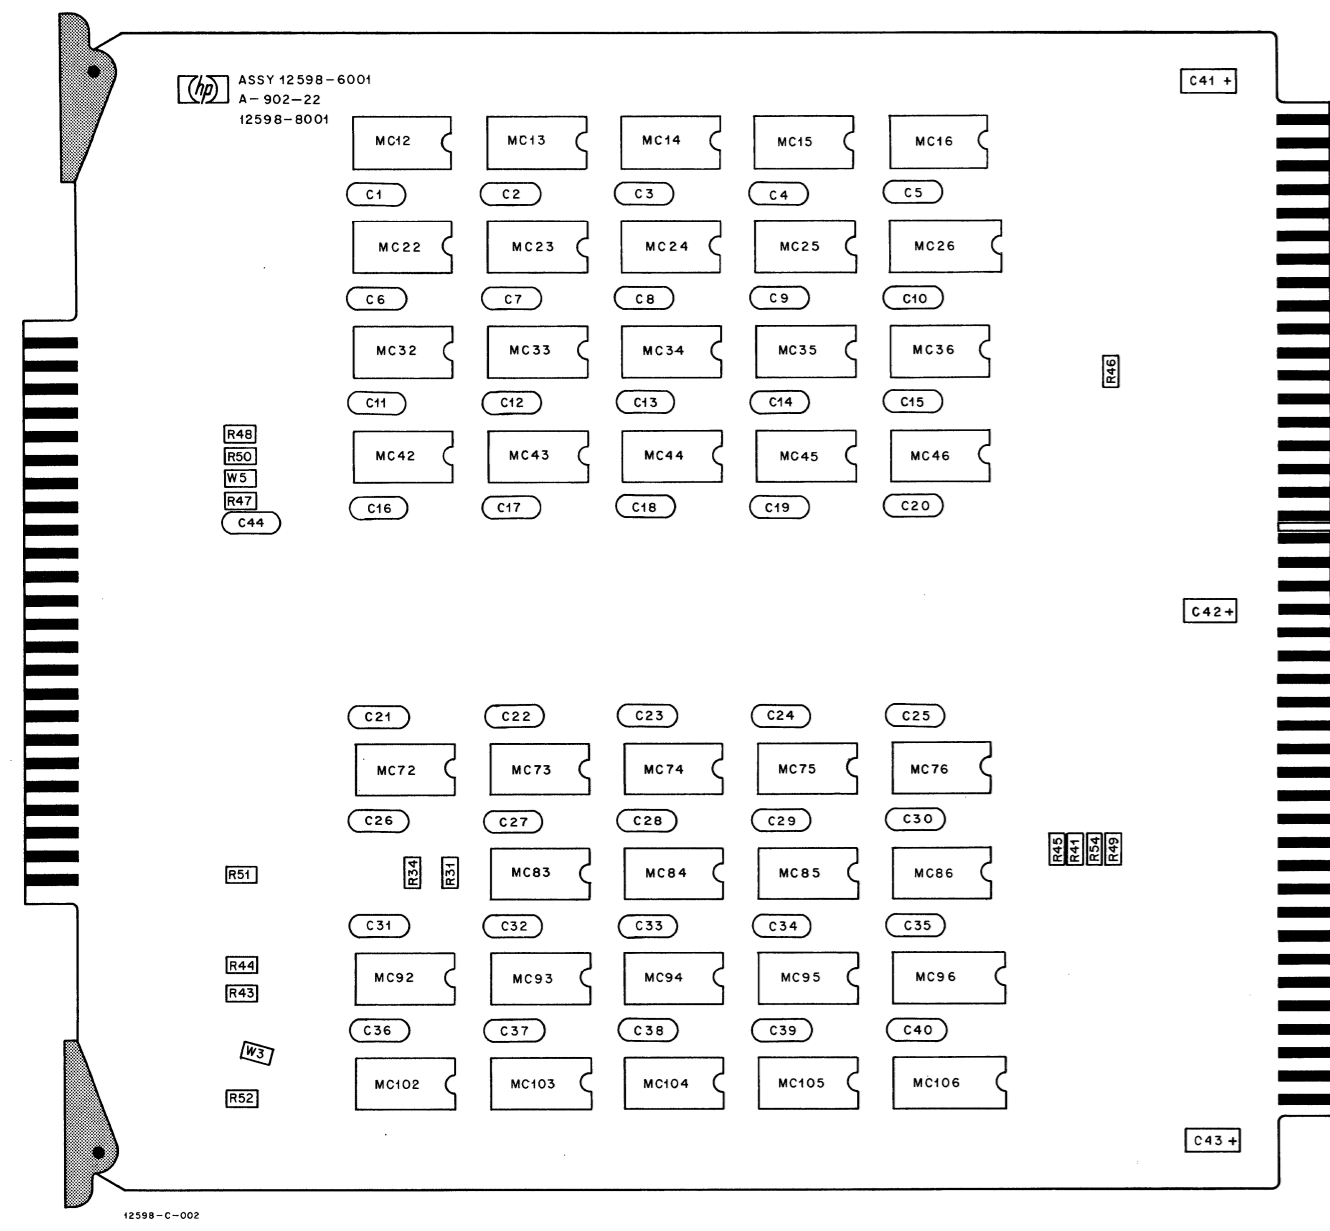 hp
ASSY 12598-6001
A-902-22
12598-8001
C41 +
MC12 MC13 MC14 MC15 MC16
C1 C2 C3 C4 C5
MC22 MC23 MC24 MC25 MC26
C6 C7 C8 C9 C10
MC32 MC33 MC34 MC35 MC36
R46
C11 C12 C13 C14 C15
R48
R50
W5
R47
C44
MC42 MC43 MC44 MC45 MC46
C16 C17 C18 C19 C20
C42+
C21 C22 C23 C24 C25
MC72 MC73 MC74 MC75 MC76
C26 C27 C28 C29 C30
R51
R34
R31
MC83 MC84 MC85 MC86
R45
R41
R54
R49
C31 C32 C33 C34 C35
R44
R43
MC92 MC93 MC94 MC95 MC96
C36 C37 C38 C39 C40
W3
R52
MC102 MC103 MC104 MC105 MC106
C43 +
12598-C-002